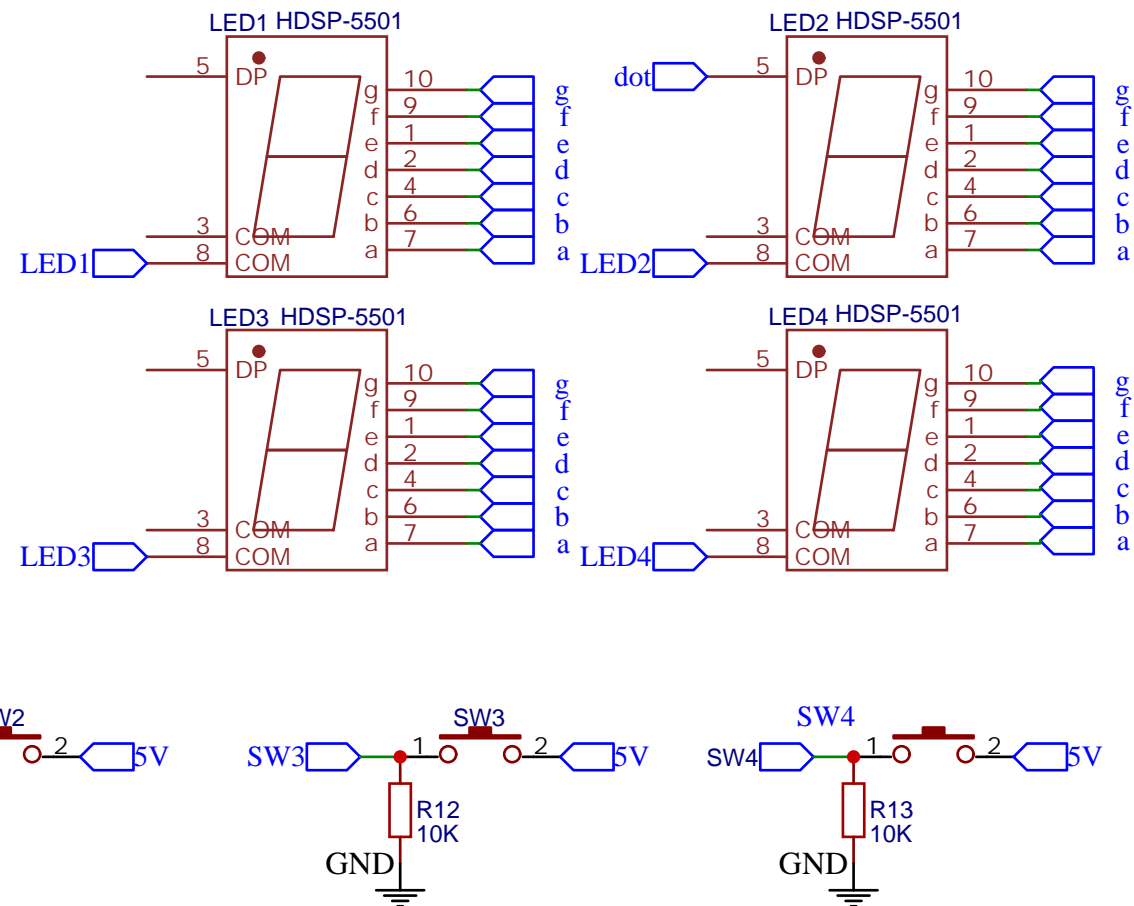 LED1 HDSP-5501
5 DP
g 10 g
f 9 f
e 1 e
d 2 d
c 4 c
b 6 b
a 7 a
3 COM
LED1 8 COM
LED2 HDSP-5501
dot 5 DP
g 10 g
f 9 f
e 1 e
d 2 d
c 4 c
b 6 b
a 7 a
3 COM
LED2 8 COM
LED3 HDSP-5501
5 DP
g 10 g
f 9 f
e 1 e
d 2 d
c 4 c
b 6 b
a 7 a
3 COM
LED3 8 COM
LED4 HDSP-5501
5 DP
g 10 g
f 9 f
e 1 e
d 2 d
c 4 c
b 6 b
a 7 a
3 COM
LED4 8 COM
W2
2 5V
SW3
SW3 1 2 5V
R12
10K
GND
SW4
SW4 1 2 5V
R13
10K
GND